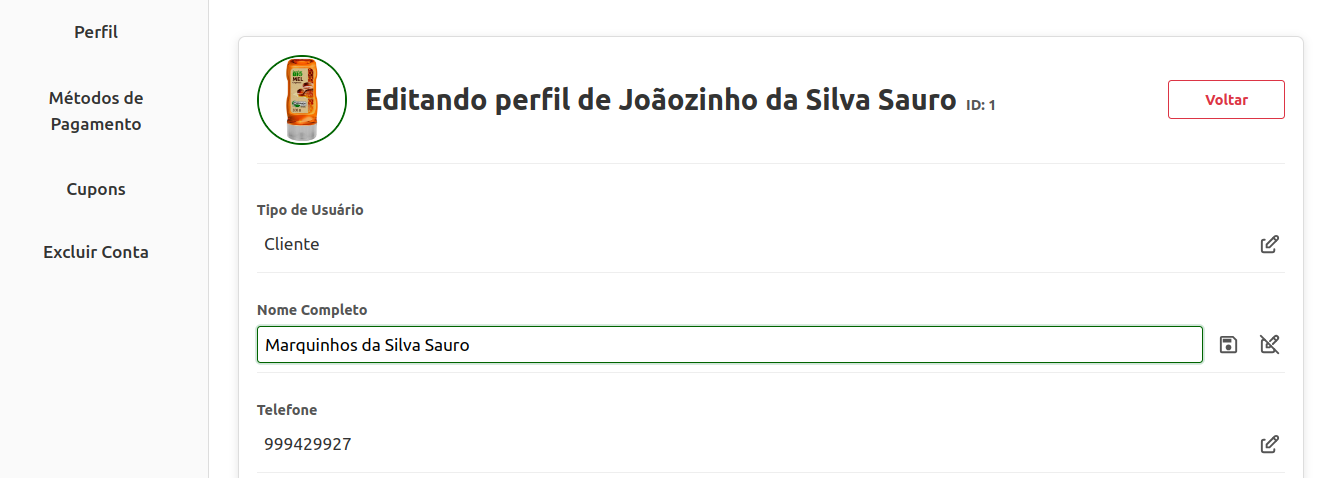 Perfil
Métodos de
Pagamento
Cupons
Excluir Conta
MEL
Editando perfil de Joãozinho da Silva Sauro ID: 1
Voltar
Tipo de Usuário
Cliente
Nome Completo
Marquinhos da Silva Sauro
Telefone
999429927